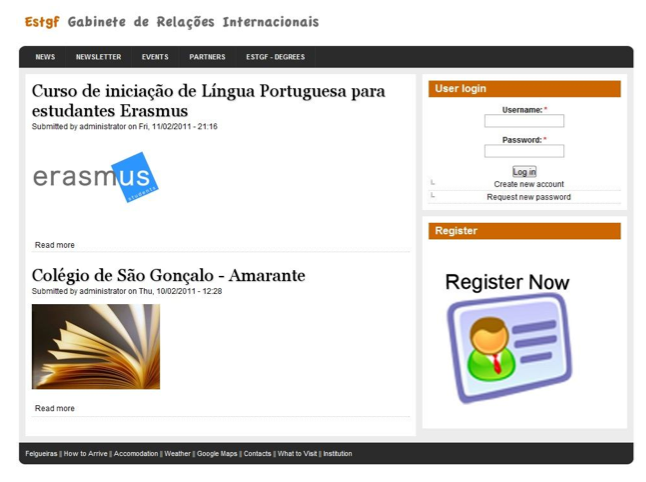 Estgf Gabinete de Relações Internacionais
NEWS NEWSLETTER EVENTS PARTNERS ESTGF - DEGREES
Curso de iniciação de Língua Portuguesa para
estudantes Erasmus
Submitted by administrator on Fri, 11/02/2011 - 21:16
erasmus
students
Read more
Colégio de São Gonçalo - Amarante
Submitted by administrator on Thu, 10/02/2011 - 12:28
Read more
User login
Username: *
Password: *
Log in
Create new account
Request new password
Register
Register Now
Felgueiras || How to Arrive || Accomodation || Weather || Google Maps || Contacts || What to Visit || Institution